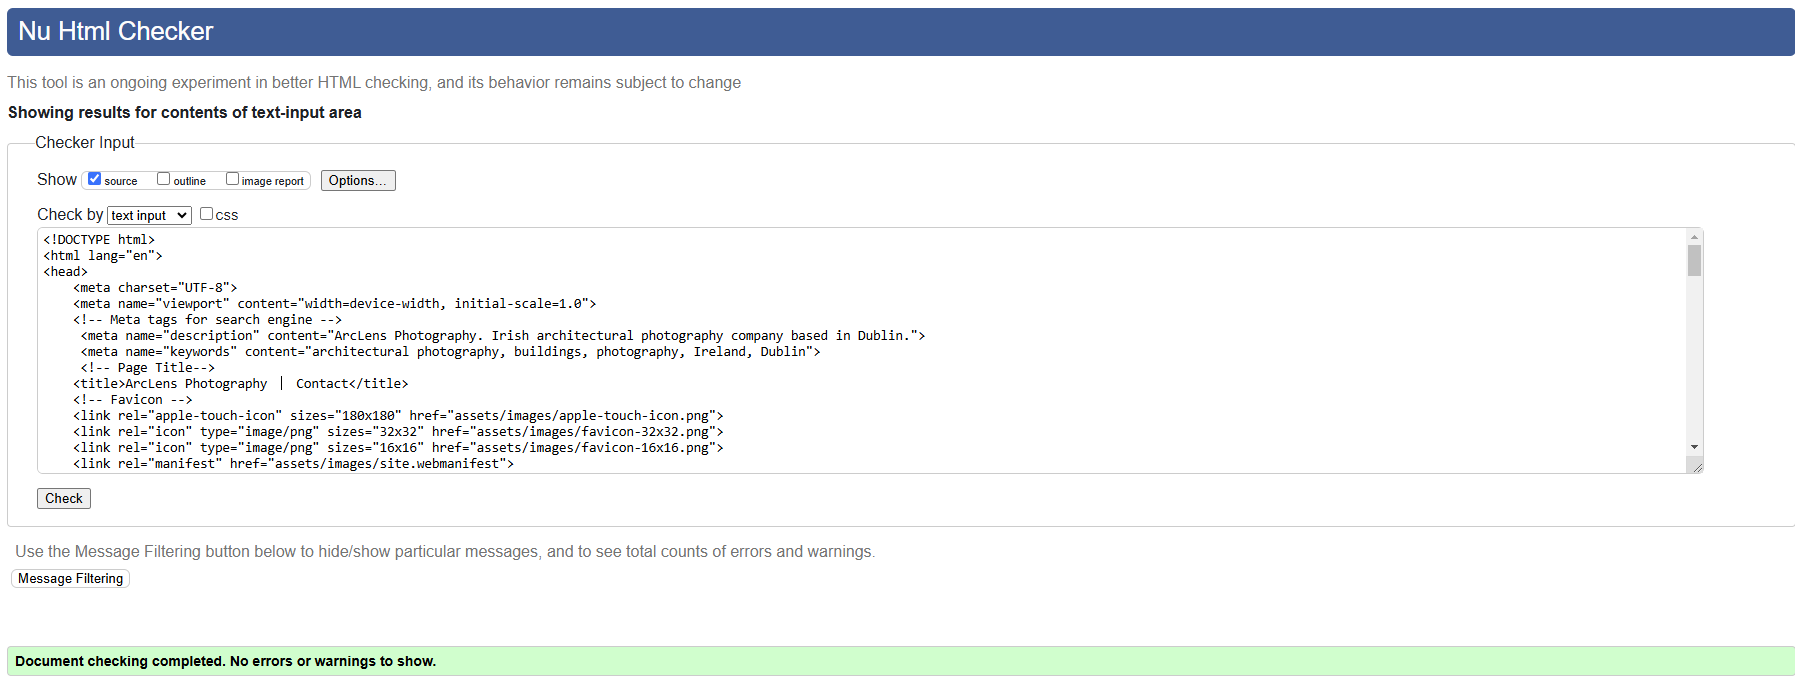 Nu Html Checker
This tool is an ongoing experiment in better HTML checking, and its behavior remains subject to change
Showing results for contents of text-input area
Checker Input
Show source outline image report Options...
Check by text input css
<!DOCTYPE html>
<html lang="en">
<head>
    <meta charset="UTF-8">
    <meta name="viewport" content="width=device-width, initial-scale=1.0">
    <!-- Meta tags for search engine -->
     <meta name="description" content="ArcLens Photography. Irish architectural photography company based in Dublin.">
     <meta name="keywords" content="architectural photography, buildings, photography, Ireland, Dublin">
     <!-- Page Title-->
    <title>ArcLens Photography | Contact</title>
    <!-- Favicon -->
    <link rel="apple-touch-icon" sizes="180x180" href="assets/images/apple-touch-icon.png">
    <link rel="icon" type="image/png" sizes="32x32" href="assets/images/favicon-32x32.png">
    <link rel="icon" type="image/png" sizes="16x16" href="assets/images/favicon-16x16.png">
    <link rel="manifest" href="assets/images/site.webmanifest">
Check
Use the Message Filtering button below to hide/show particular messages, and to see total counts of errors and warnings.
Message Filtering
Document checking completed. No errors or warnings to show.